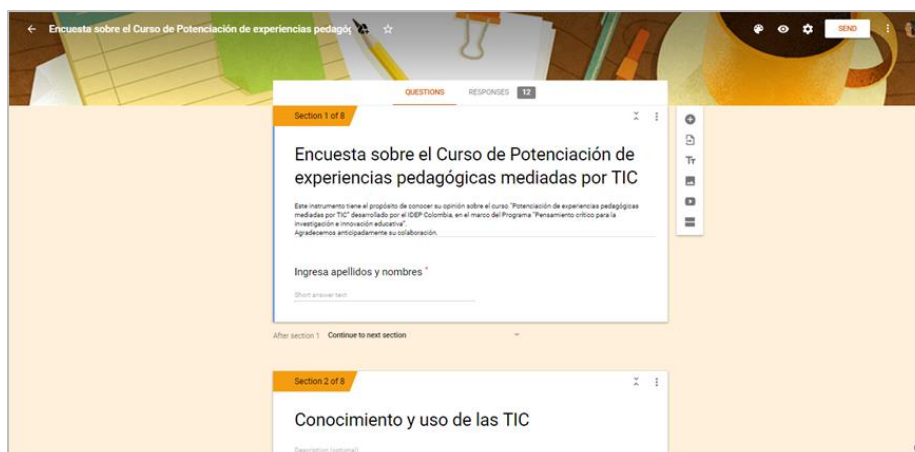 Encuesta sobre el Curso de Potenciación de experiencias pedagóg
SEND
QUESTIONS RESPONSES 12
Section 1 of 8
Encuesta sobre el Curso de Potenciación de
experiencias pedagógicas mediadas por TIC
Este instrumento tiene el propósito de conocer su opinión sobre el curso "Potenciación de experiencias pedagógicas
mediadas por TIC" desarrollado por el IDEP Colombia, en el marco del Programa "Pensamiento crítico para la
investigación e innovación educativa".
Agradecemos anticipadamente su colaboración.
Ingresa apellidos y nombres *
Short answer text
After section 1 Continue to next section
Section 2 of 8
Conocimiento y uso de las TIC
Description (optional)
Tт